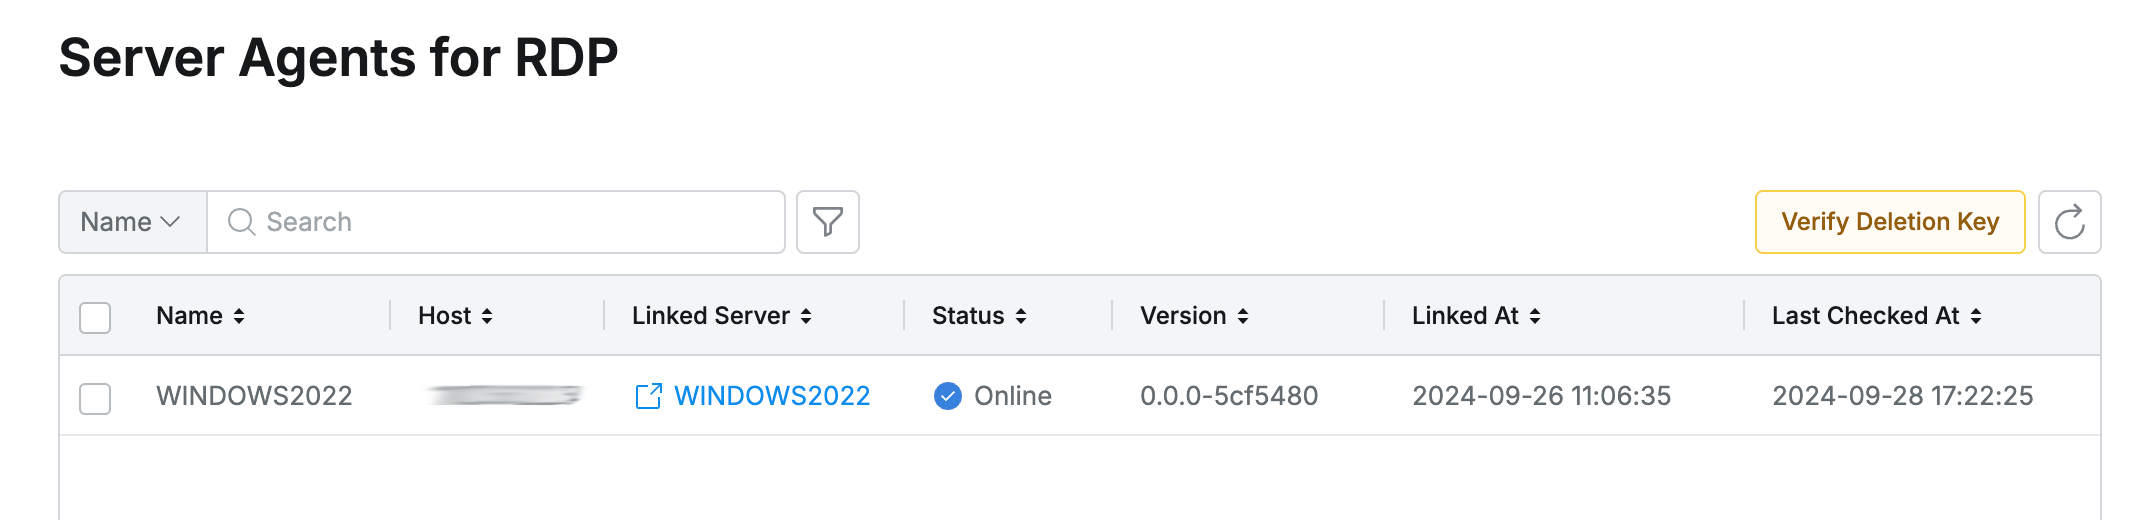 Server Agents for RDP
Name Search Verify Deletion Key
Name Host Linked Server Status Version Linked At Last Checked At
WINDOWS2022 WINDOWS2022 Online 0.0.0-5cf5480 2024-09-26 11:06:35 2024-09-28 17:22:25